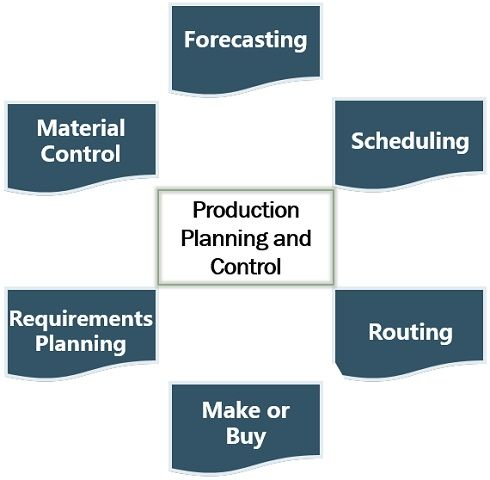 Forecasting
Material
Control
Scheduling
Production
Planning and
Control
Requirements
Planning
Routing
Make or
Buy